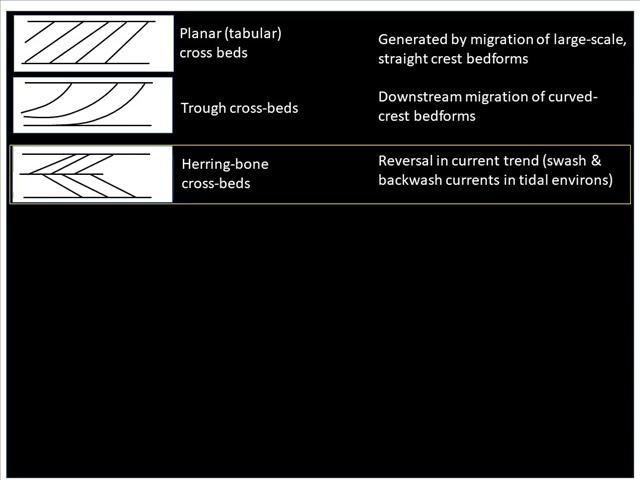 Planar (tabular)
cross beds
Generated by migration of large-scale,
straight crest bedforms
Trough cross-beds
Downstream migration of curved-
crest bedforms
Herring-bone
cross-beds
Reversal in current trend (swash &
backwash currents in tidal environs)